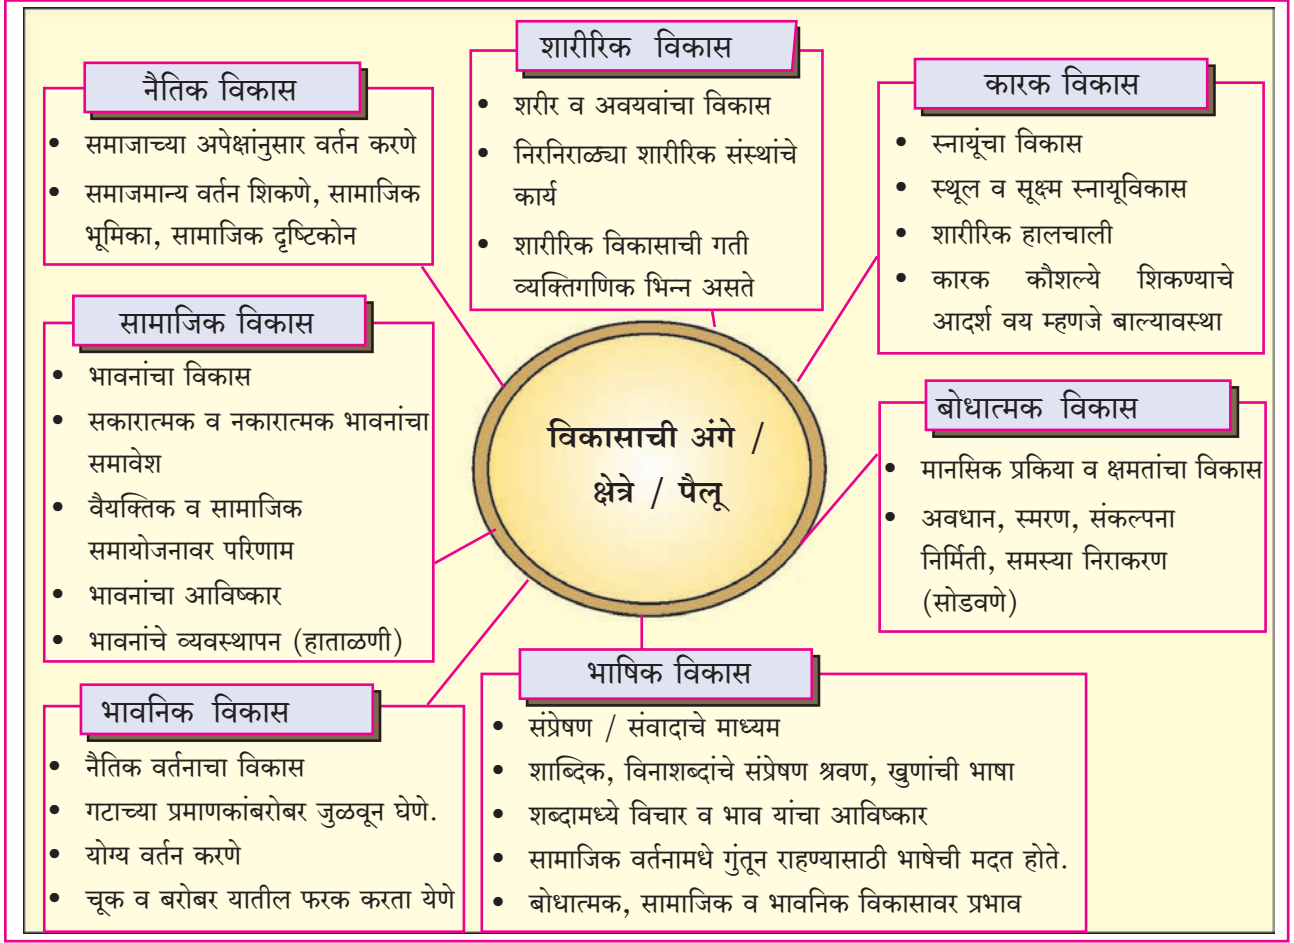 नैतिक विकास
समाजाच्या अपेक्षांनुसार वर्तन करणे
समाजमान्य वर्तन शिकणे, सामाजिक
भूमिका, सामाजिक दृष्टिकोन
शारीरिक विकास
शरीर व अवयवांचा विकास
निरनिराळ्या शारीरिक संस्थांचे
कार्य
शारीरिक विकासाची गती
व्यक्तिगणिक भिन्न असते
कारक विकास
स्नायूंचा विकास
स्थूल व सूक्ष्म स्नायूविकास
शारीरिक हालचाली
कारक कौशल्ये शिकण्याचे
आदर्श वय म्हणजे बाल्यावस्था
सामाजिक विकास
भावनांचा विकास
सकारात्मक व नकारात्मक भावनांचा
समावेश
वैयक्तिक व सामाजिक
समायोजनावर परिणाम
भावनांचा आविष्कार
भावनांचे व्यवस्थापन (हाताळणी)
विकासाची अंगे /
क्षेत्रे / पैलू
बोधात्मक विकास
मानसिक प्रकिया व क्षमतांचा विकास
अवधान, स्मरण, संकल्पना
निर्मिती, समस्या निराकरण
(सोडवणे)
भावनिक विकास
नैतिक वर्तनाचा विकास
गटाच्या प्रमाणकांबरोबर जुळवून घेणे.
योग्य वर्तन करणे
चूक व बरोबर यातील फरक करता येणे
भाषिक विकास
संप्रेषण / संवादाचे माध्यम
शाब्दिक, विनाशब्दांचे संप्रेषण श्रवण, खुणांची भाषा
शब्दामध्ये विचार व भाव यांचा आविष्कार
सामाजिक वर्तनामधे गुंतून राहण्यासाठी भाषेची मदत होते.
बोधात्मक, सामाजिक व भावनिक विकासावर प्रभाव